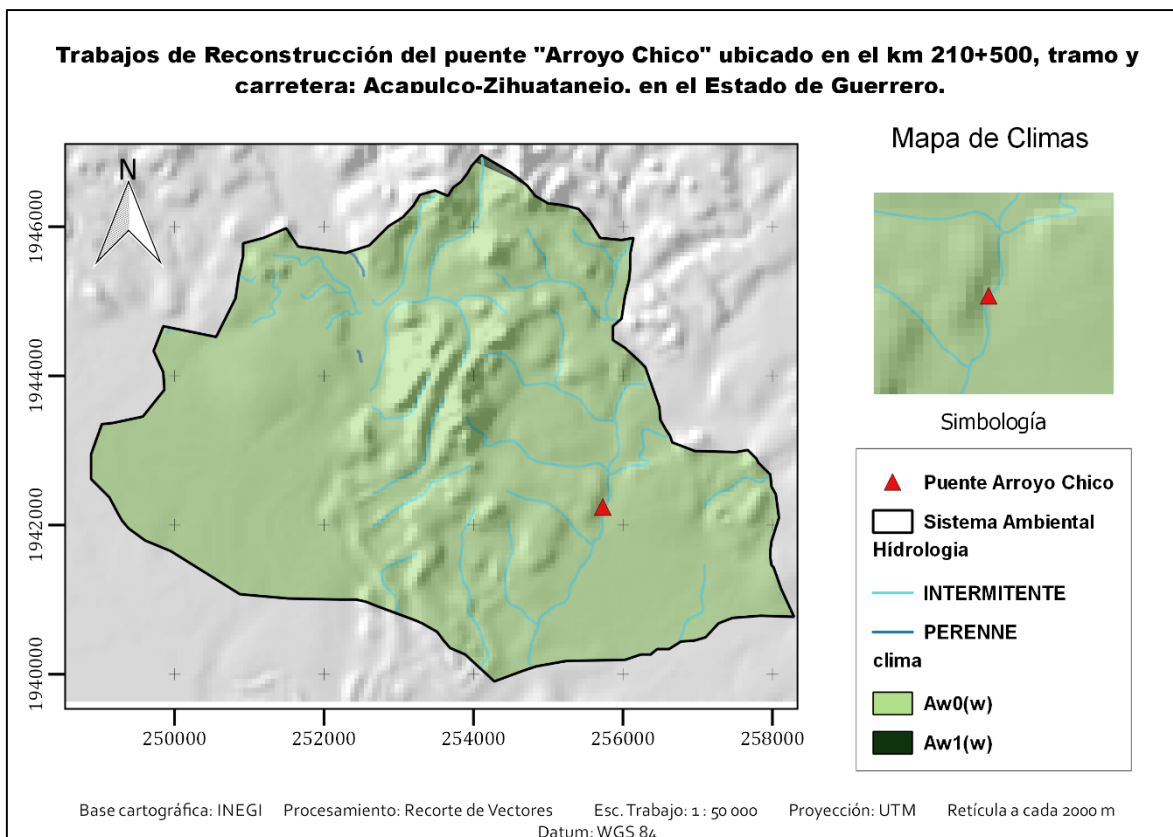 Trabajos de Reconstrucción del puente "Arroyo Chico" ubicado en el km 210+500, tramo y
carretera: Acapulco-Zihuatanejo, en el Estado de Guerrero.
Mapa de Climas
N
1946000
1944000
1942000
1940000
250000
252000
254000
256000
258000
Simbología
Puente Arroyo Chico
Sistema Ambiental
Hídrologia
INTERMITENTE
PERENNE
clima
Aw0(w)
Aw1(w)
Base cartográfica: INEGI Procesamiento: Recorte de Vectores Esc. Trabajo: 1 : 50 000 Proyección: UTM Retícula a cada 2000 m
Datum: WGS 84